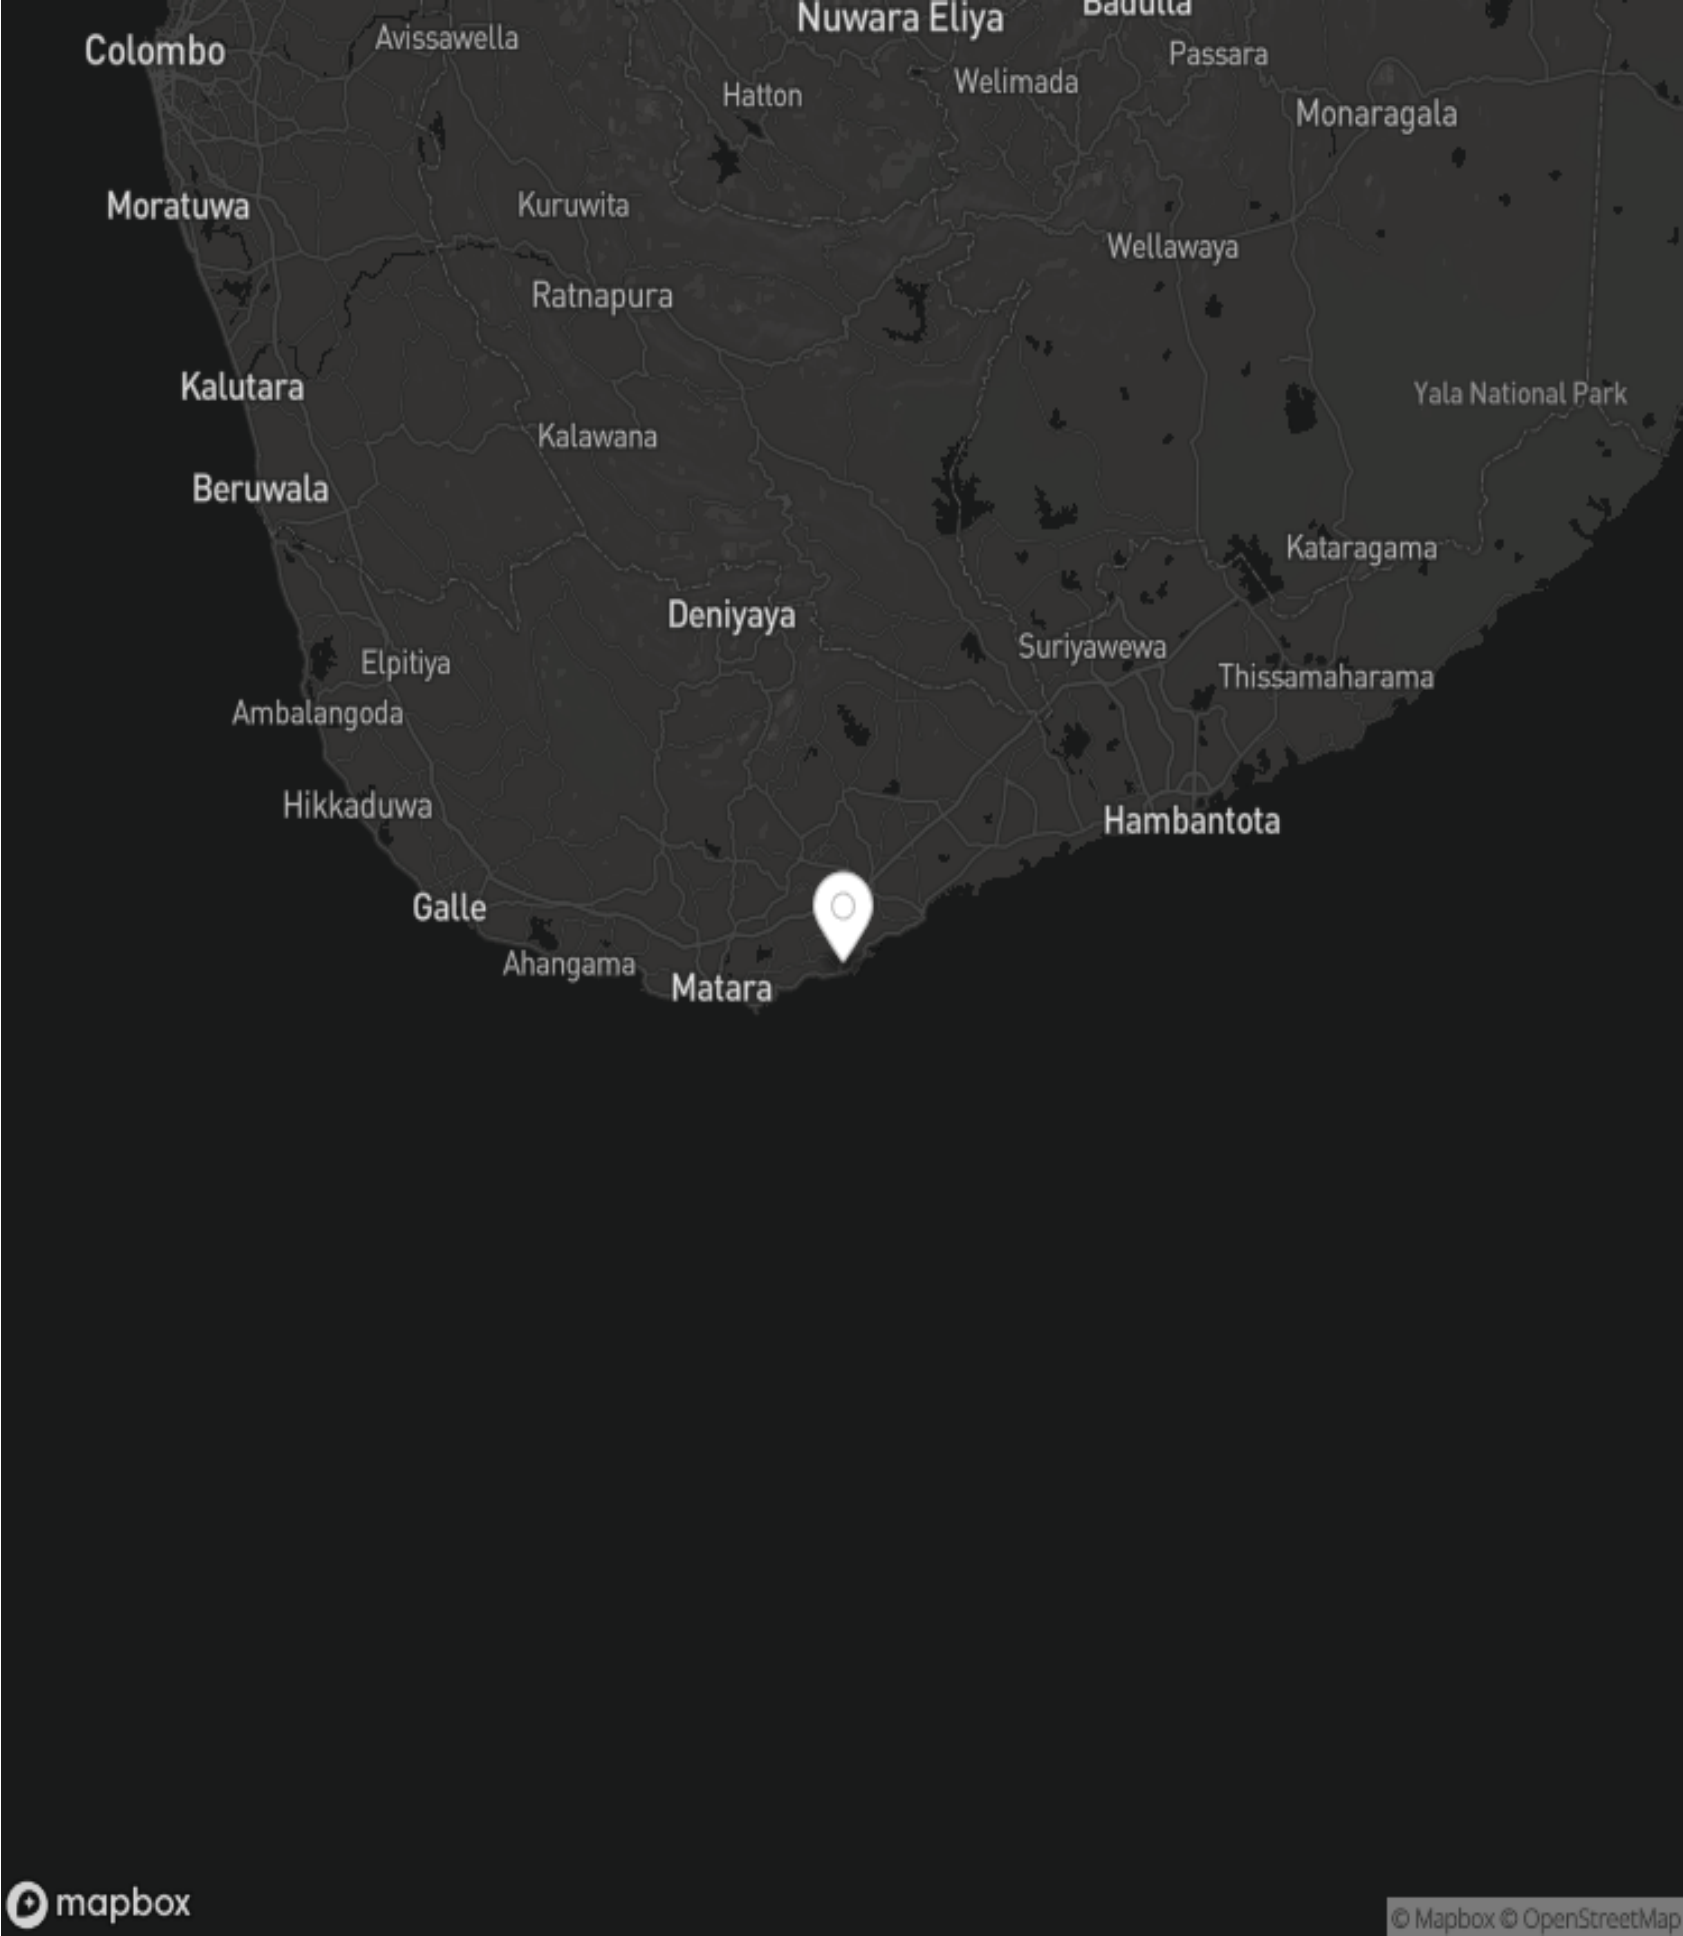 Nuwara Eliya
Badulla
Colombo
Avissawella
Passara
Hatton
Welimada
Monaragala
Moratuwa
Kuruwita
Wellawaya
Ratnapura
Kalutara
Yala National Park
Kalawana
Beruwala
Kataragama
Deniyaya
Suriyawewa
Elpitiya
Thissamaharama
Ambalangoda
Hikkaduwa
Hambantota
Galle
Ahangama
Matara
mapbox
© Mapbox © OpenStreetMap